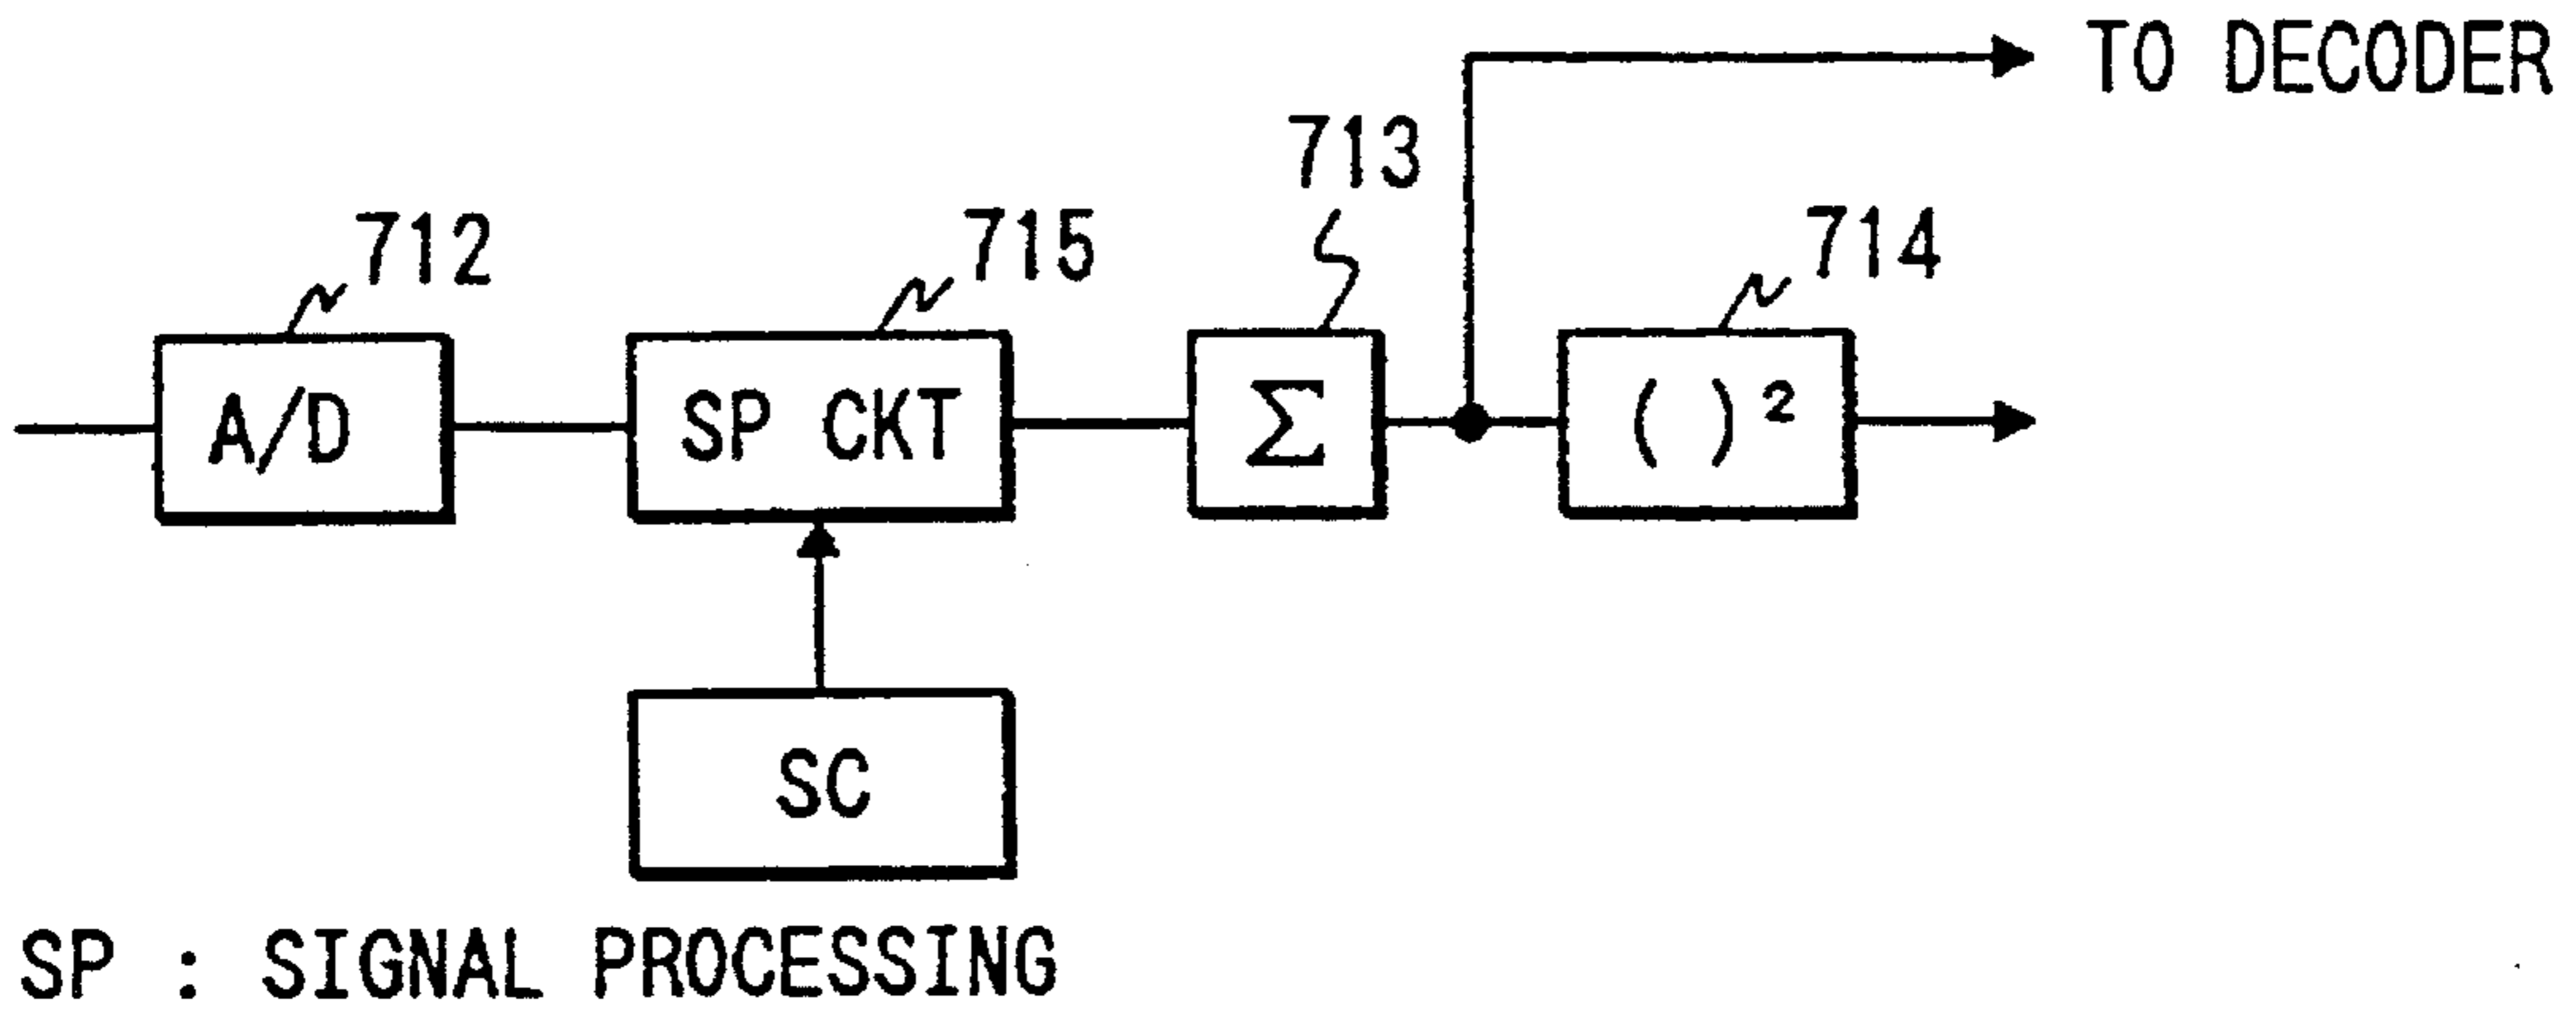 TO DECODER
713
712
715
714
A/D
SP CKT
Σ
( )²
SC
SP : SIGNAL PROCESSING